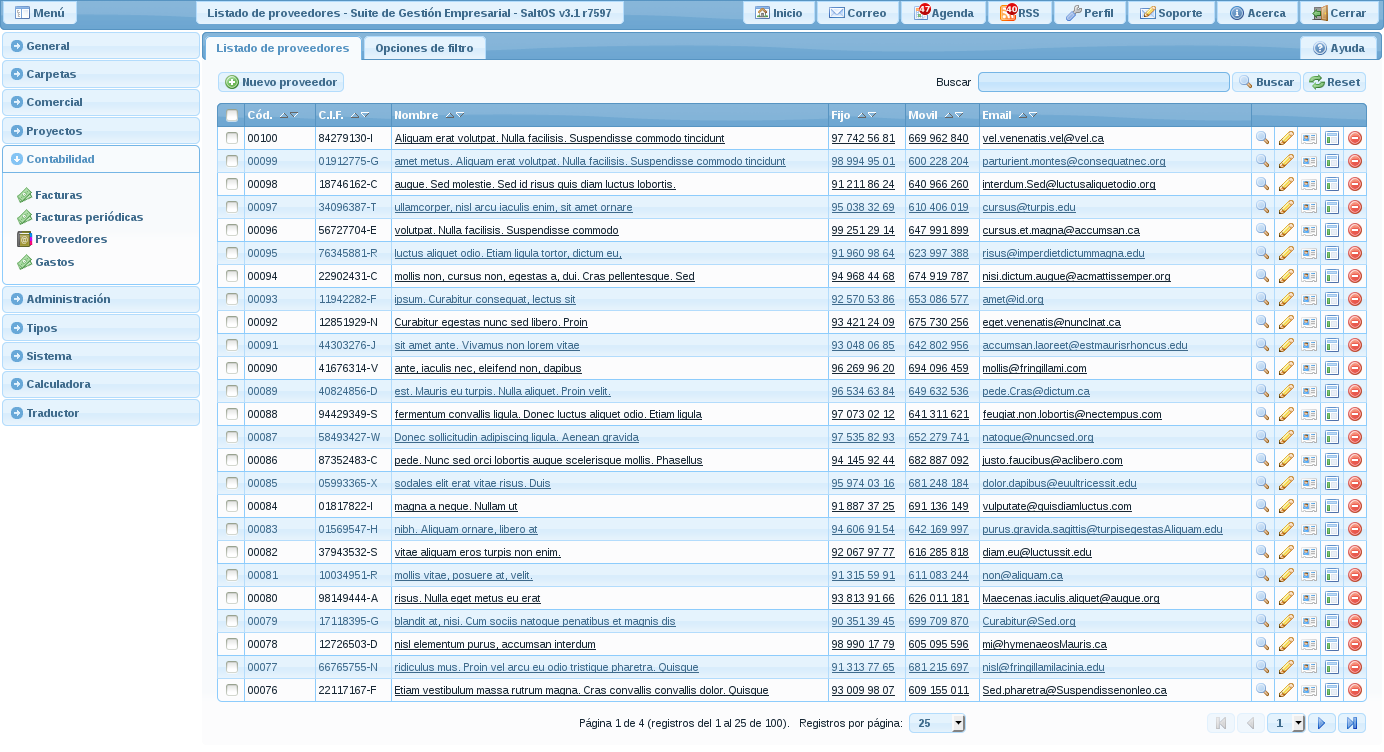 Menú Listado de proveedores - Suite de Gestión Empresarial - SaltOS v3.1 r7597 Inicio Correo 47 Agenda 40 RSS Perfil Soporte Acerca Cerrar
General
Carpetas
Comercial
Proyectos
Contabilidad
Facturas
Facturas periódicas
Proveedores
Gastos
Administración
Tipos
Sistema
Calculadora
Traductor
Listado de proveedores Opciones de filtro Ayuda
Nuevo proveedor Buscar Buscar Reset
Cód. C.I.F. Nombre Fijo Movil Email
00100 84279130-I Aliquam erat volutpat. Nulla facilisis. Suspendisse commodo tincidunt 97 742 56 81 669 962 840 vel.venenatis.vel@vel.ca
00099 01912775-G amet metus. Aliquam erat volutpat. Nulla facilisis. Suspendisse commodo tincidunt 98 994 95 01 600 228 204 parturient.montes@consequatnec.org
00098 18746162-C augue. Sed molestie. Sed id risus quis diam luctus lobortis. 91 211 86 24 640 966 260 interdum.Sed@luctusaliquetodio.org
00097 34096387-T ullamcorper, nisl arcu iaculis enim, sit amet ornare 95 038 32 69 610 406 019 cursus@turpis.edu
00096 56727704-E volutpat. Nulla facilisis. Suspendisse commodo 99 251 29 14 647 991 899 cursus.et.magna@accumsan.ca
00095 76345881-R luctus aliquet odio. Etiam ligula tortor, dictum eu, 91 960 98 64 623 997 388 risus@imperdietdictummagna.edu
00094 22902431-C mollis non, cursus non, egestas a, dui. Cras pellentesque. Sed 94 968 44 68 674 919 787 nisi.dictum.augue@acmattissemper.org
00093 11942282-F ipsum. Curabitur consequat, lectus sit 92 570 53 86 653 086 577 amet@id.org
00092 12851929-N Curabitur egestas nunc sed libero. Proin 93 421 24 09 675 730 256 eget.venenatis@nuncInat.ca
00091 44303276-J sit amet ante. Vivamus non lorem vitae 93 048 06 85 642 802 956 accumsan.laoreet@estmaurisrhoncus.edu
00090 41676314-V ante, iaculis nec, eleifend non, dapibus 96 269 96 20 694 096 459 mollis@fringillami.com
00089 40824856-D est. Mauris eu turpis. Nulla aliquet. Proin velit. 96 534 63 84 649 632 536 pede.Cras@dictum.ca
00088 94429349-S fermentum convallis ligula. Donec luctus aliquet odio. Etiam ligula 97 073 02 12 641 311 621 feugiat.non.lobortis@nectempus.com
00087 58493427-W Donec sollicitudin adipiscing ligula. Aenean gravida 97 535 82 93 652 279 741 natoque@nuncsed.org
00086 87352483-C pede. Nunc sed orci lobortis augue scelerisque mollis. Phasellus 94 145 92 44 682 887 092 justo.faucibus@aclibero.com
00085 05993365-X sodales elit erat vitae risus. Duis 95 974 03 16 681 248 184 dolor.dapibus@euultricessit.edu
00084 01817822-I magna a neque. Nullam ut 91 887 37 25 691 136 149 vulputate@quisdiamluctus.com
00083 01569547-H nibh. Aliquam ornare, libero at 94 606 91 54 642 169 997 purus.gravida.sagittis@turpisegestasAliquam.edu
00082 37943532-S vitae aliquam eros turpis non enim. 92 067 97 77 616 285 818 diam.eu@luctussit.edu
00081 10034951-R mollis vitae, posuere at, velit. 91 315 59 91 611 083 244 non@aliquam.ca
00080 98149444-A risus. Nulla eget metus eu erat 93 813 91 66 626 011 181 Maecenas.iaculis.aliquet@augue.org
00079 17118395-G blandit at, nisi. Cum sociis natoque penatibus et magnis dis 90 351 39 45 699 709 870 Curabitur@Sed.org
00078 12726503-D nisl elementum purus, accumsan interdum 98 990 17 79 605 095 596 mi@hymenaeosMauris.ca
00077 66765755-N ridiculus mus. Proin vel arcu eu odio tristique pharetra. Quisque 91 313 77 65 681 215 697 nisl@fringillamilacinia.edu
00076 22117167-F Etiam vestibulum massa rutrum magna. Cras convallis convallis dolor. Quisque 93 009 98 07 609 155 011 Sed.pharetra@Suspendissenonleo.ca
Página 1 de 4 (registros del 1 al 25 de 100). Registros por página: 25 1